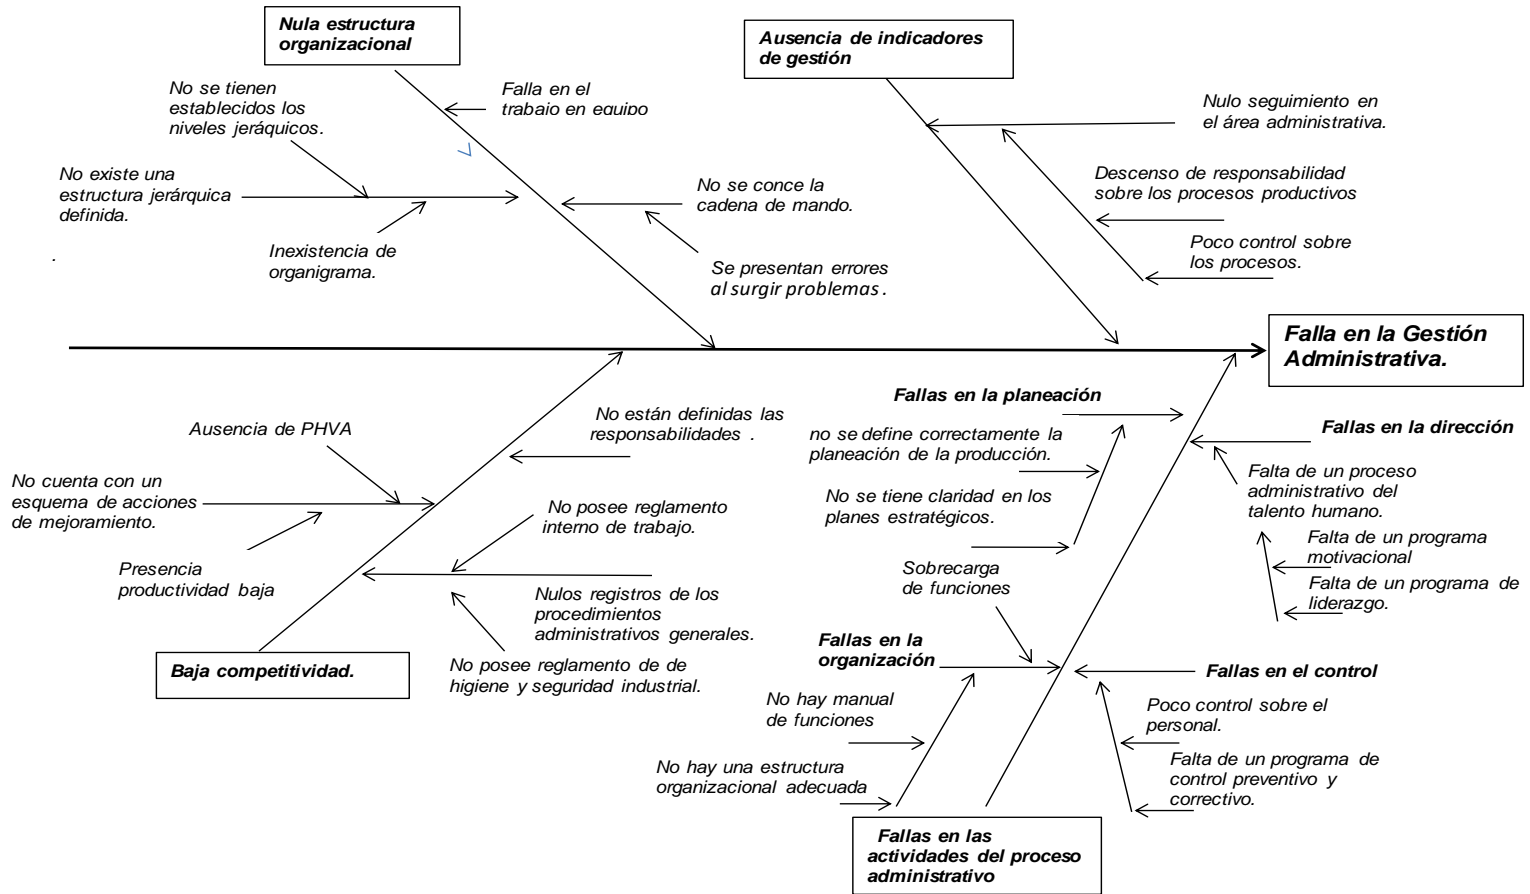 Nula estructura
organizacional
Ausencia de indicadores
de gestión
No se tienen
establecidos los
niveles jeráquicos.
Falla en el
trabajo en equipo
Nulo seguimiento en
el área administrativa.
No existe una
estructura jerárquica
definida.
No se conce la
cadena de mando.
Descenso de responsabilidad
sobre los procesos productivos
Inexistencia de
organigrama.
Se presentan errores
al surgir problemas .
Poco control sobre
los procesos.
.
Falla en la Gestión
Administrativa.
Ausencia de PHVA
No están definidas las
responsabilidades .
No cuenta con un
esquema de acciones
de mejoramiento.
No posee reglamento
interno de trabajo.
Presencia
productividad baja
Nulos registros de los
procedimientos
administrativos generales.
No posee reglamento de de
higiene y seguridad industrial.
Baja competitividad.
Fallas en la planeación
no se define correctamente la
planeación de la producción.
No se tiene claridad en los
planes estratégicos.
Fallas en la dirección
Falta de un proceso
administrativo del
talento humano.
Falta de un programa
motivacional
Falta de un programa de
liderazgo.
Sobrecarga
de funciones
Fallas en la
organización
No hay manual
de funciones
No hay una estructura
organizacional adecuada
Fallas en el control
Poco control sobre el
personal.
Falta de un programa de
control preventivo y
correctivo.
Fallas en las
actividades del proceso
administrativo